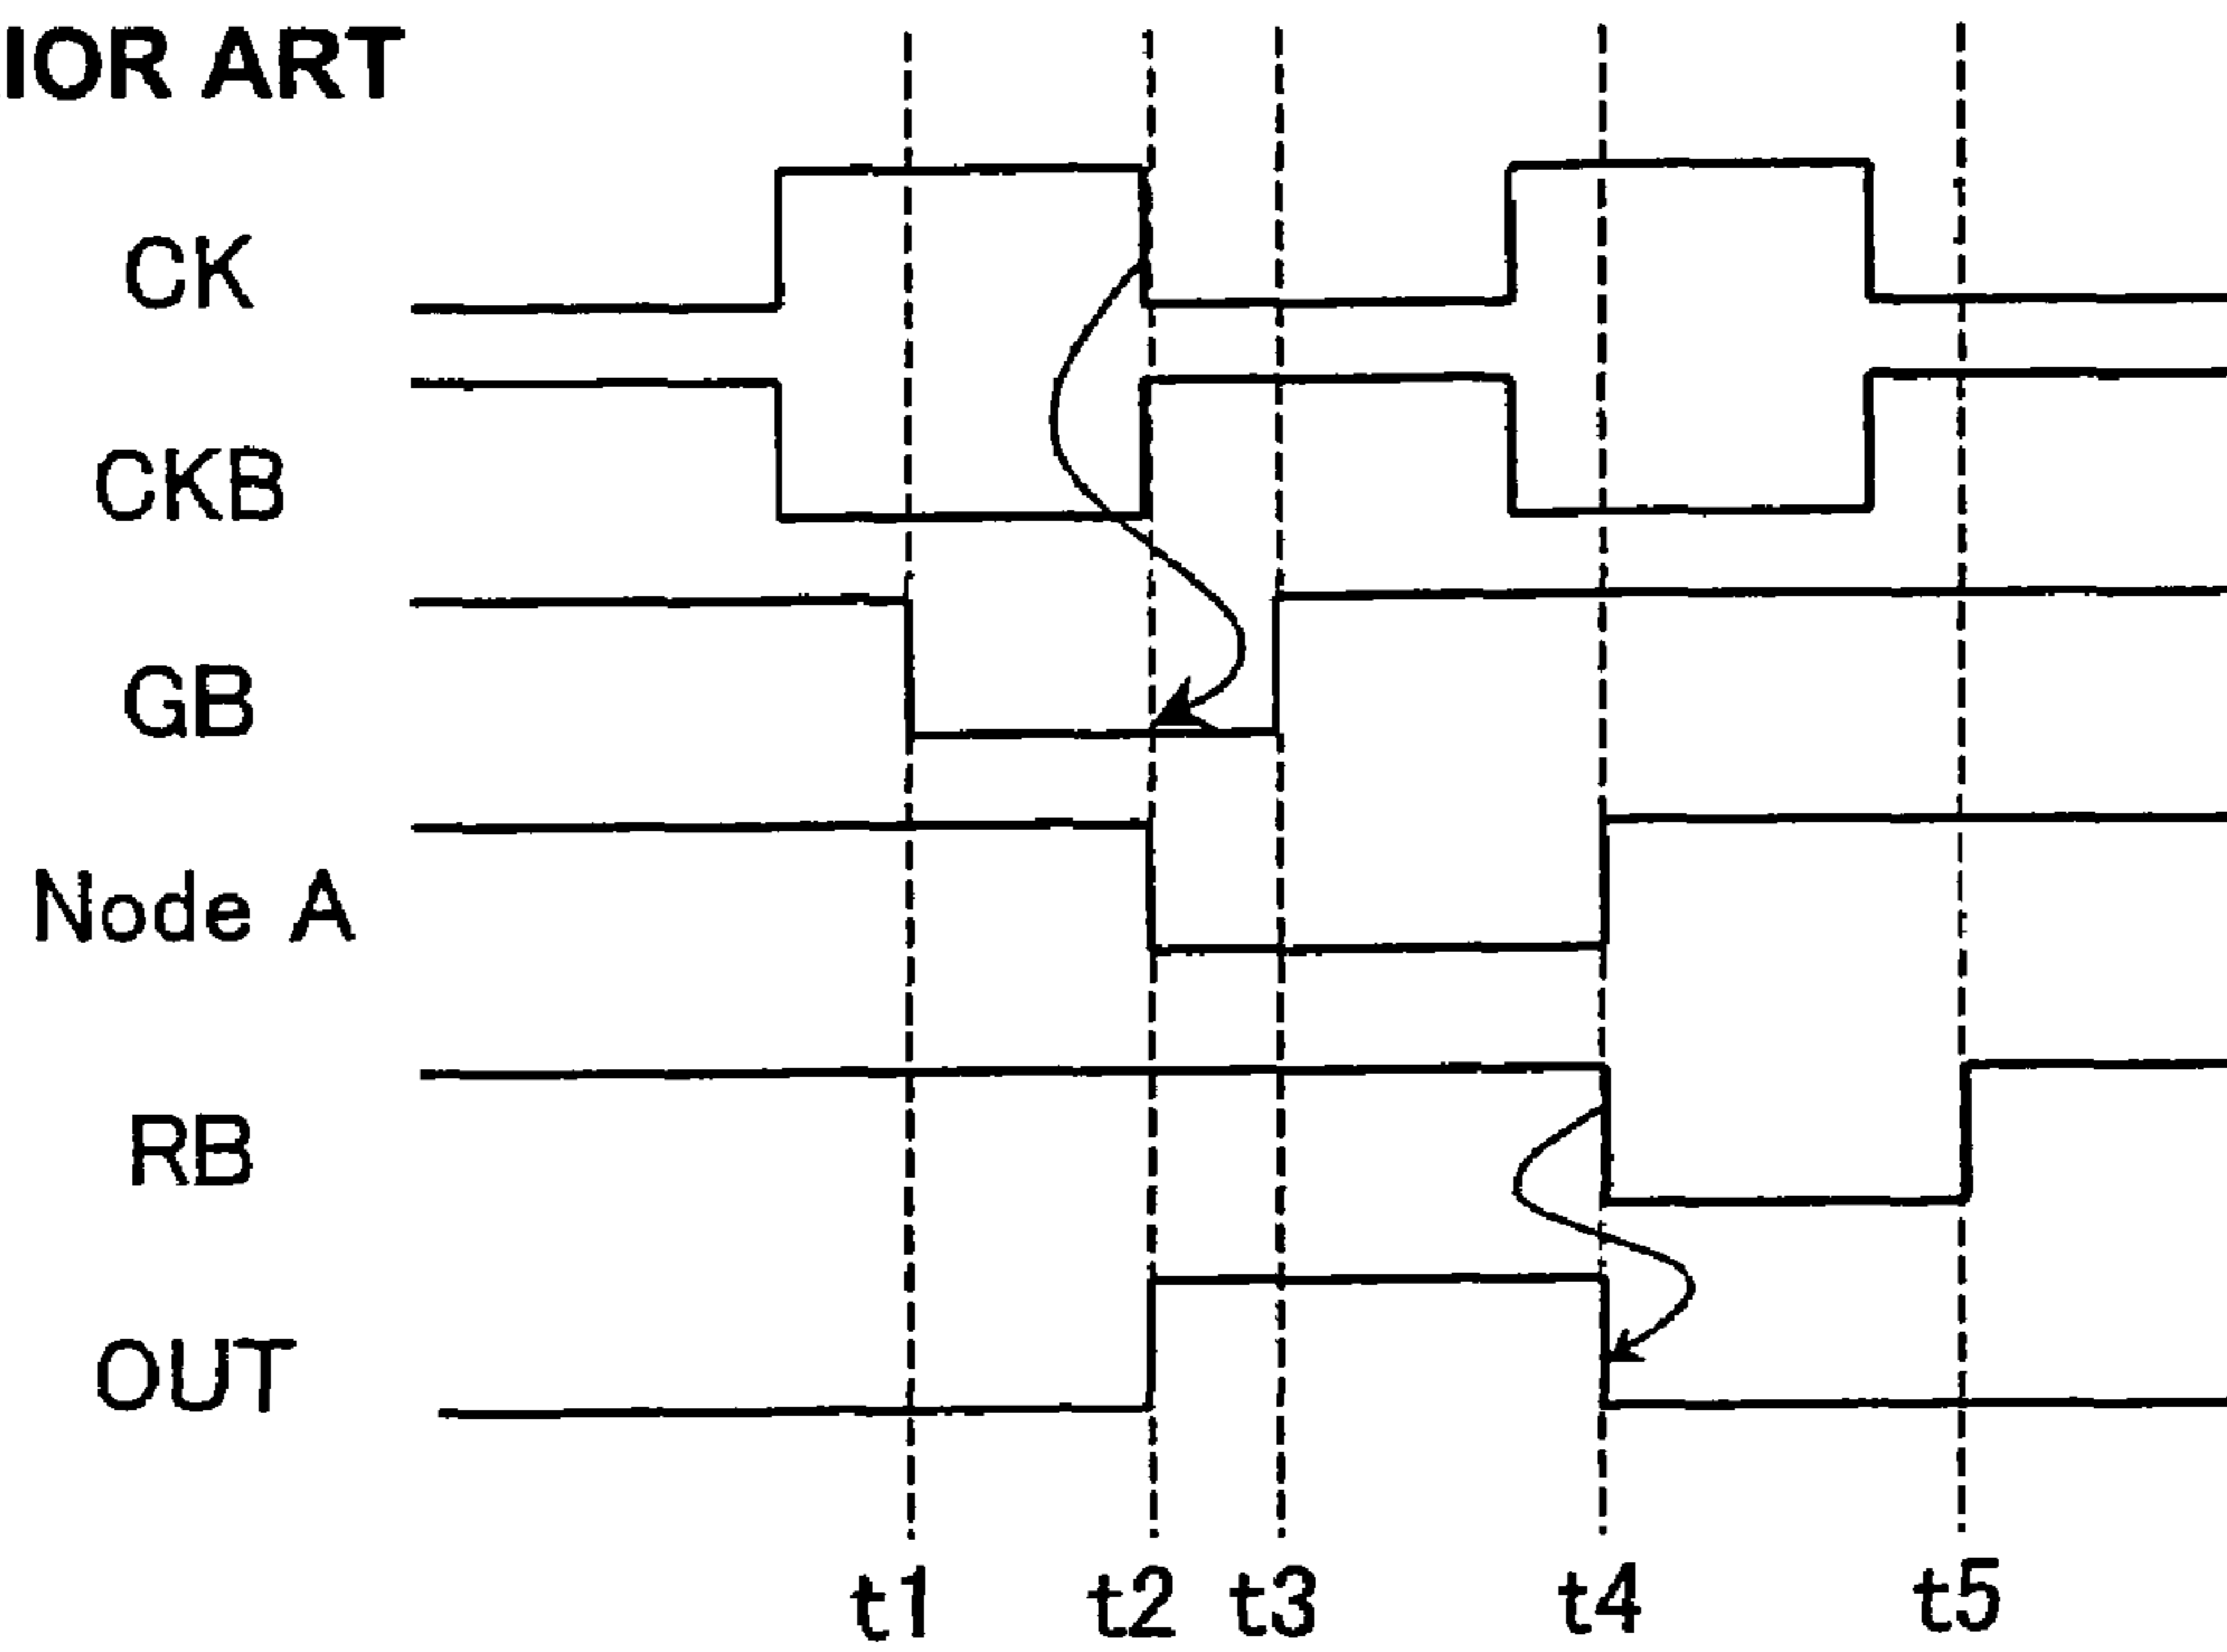 IOR ART
CK
CKB
GB
Node A
RB
OUT
t1 t2 t3 t4 t5